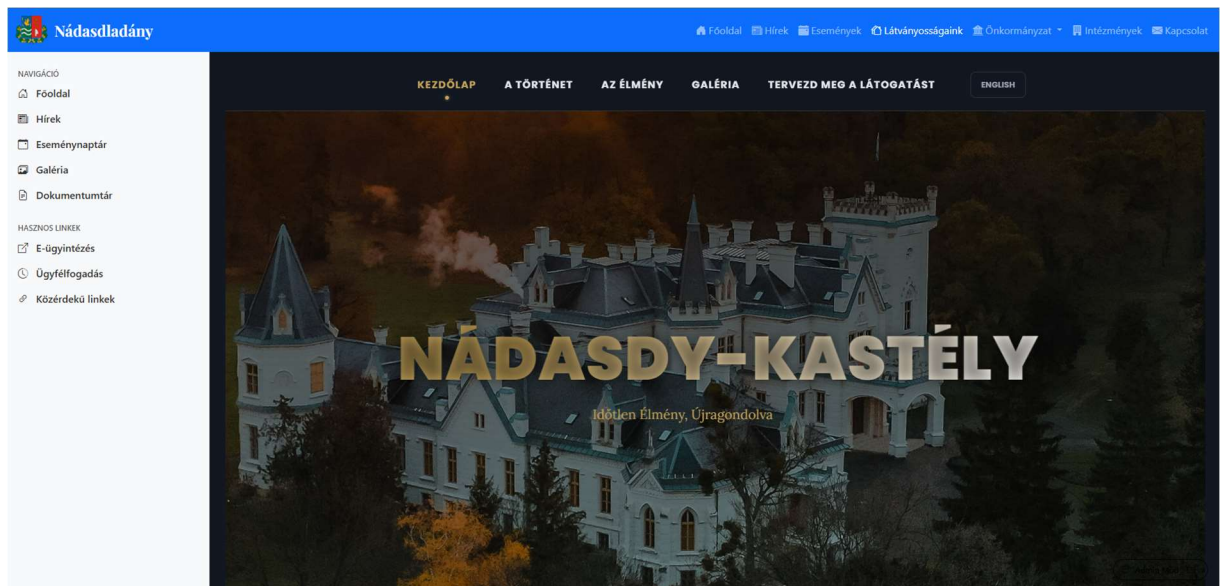 Nádasdladány
Főoldal Hírek Események Látványosságaink Önkormányzat Intézmények Kapcsolat
NAVIGÁCIÓ
Főoldal
Hírek
Eseménynaptár
Galéria
Dokumentumtár
HASZNOS LINKEK
E-ügyintézés
Ügyfélfogadás
Közérdekű linkek
KEZDŐLAP A TÖRTÉNET AZ ÉLMÉNY GALÉRIA TERVEZD MEG A LÁTOGATÁST ENGLISH
NÁDASDY-KASTÉLY
Időtlen Élmény, Újragondolva